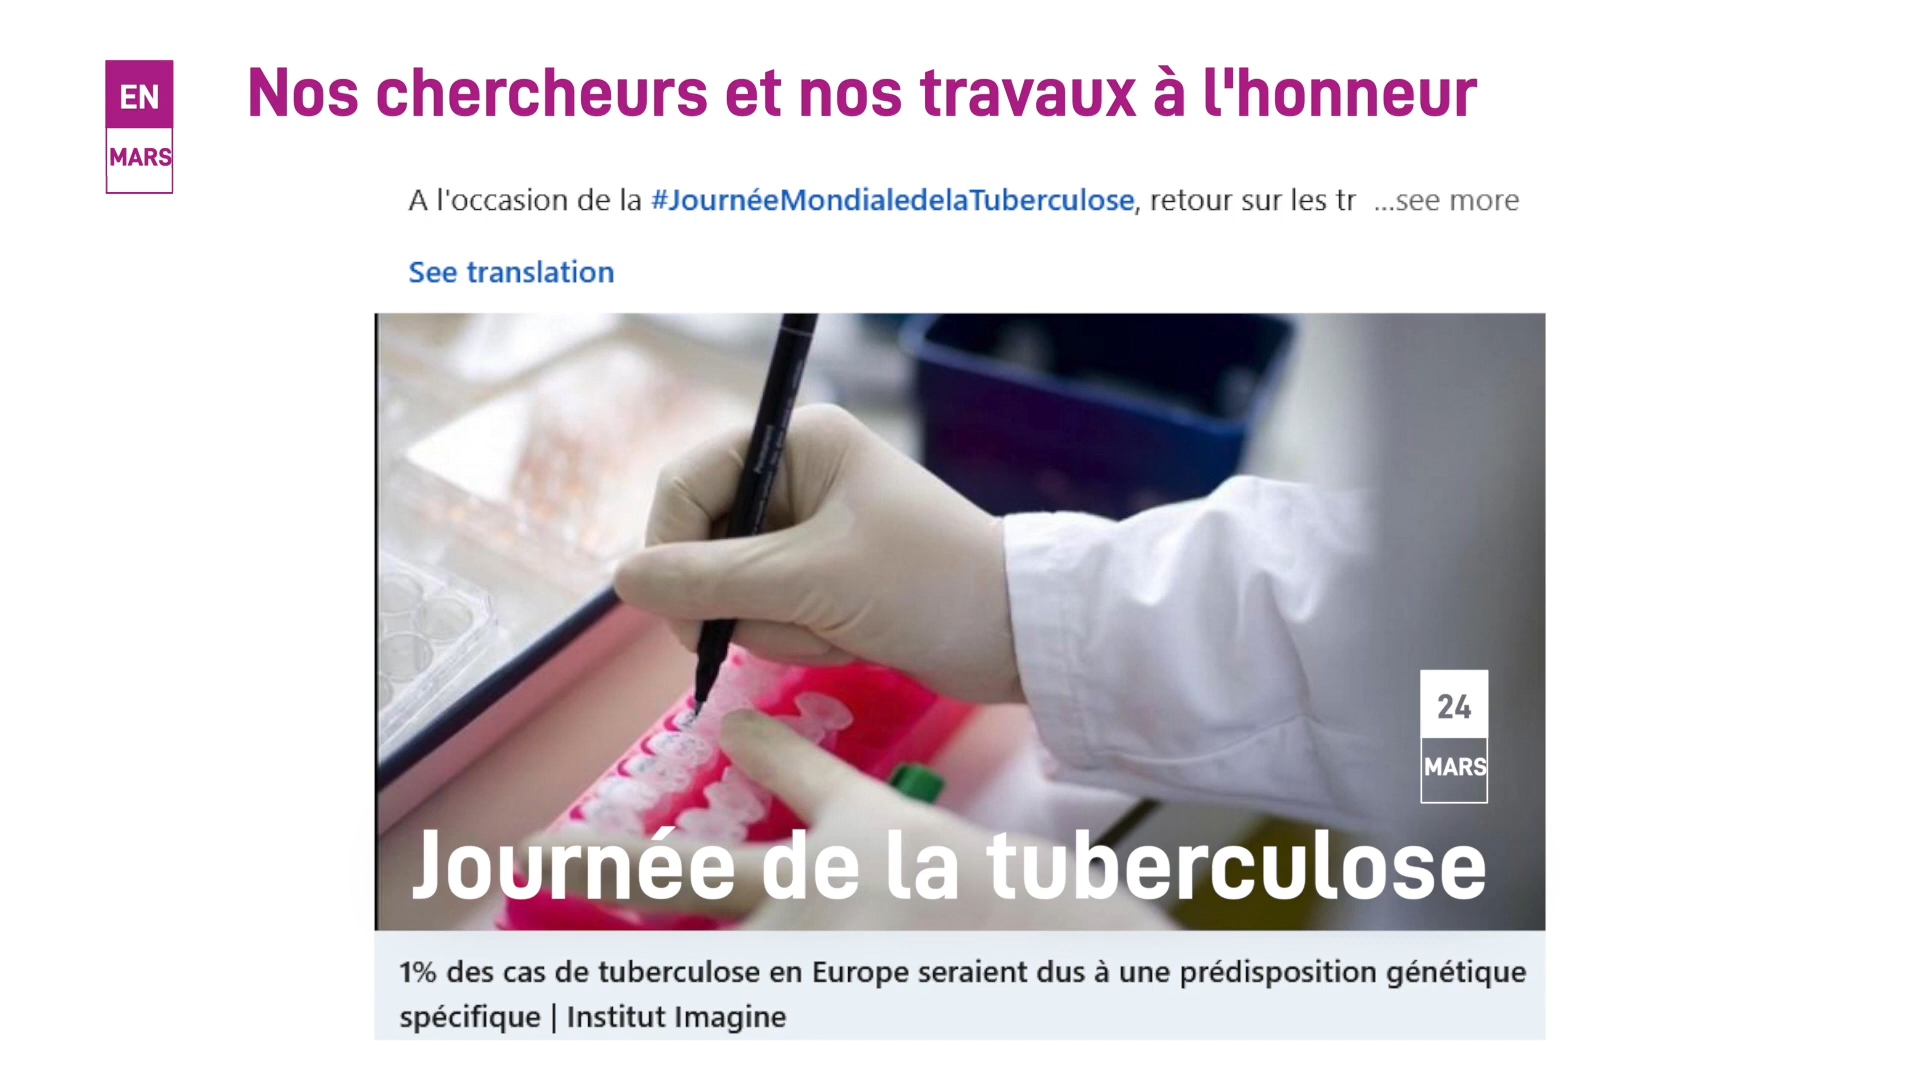 EN
MARS
Nos chercheurs et nos travaux à l'honneur
A l'occasion de la #JournéeMondialedelaTuberculose, retour sur les tr ...see more
See translation
24
MARS
Journée de la tuberculose
1% des cas de tuberculose en Europe seraient dus à une prédisposition génétique
spécifique | Institut Imagine